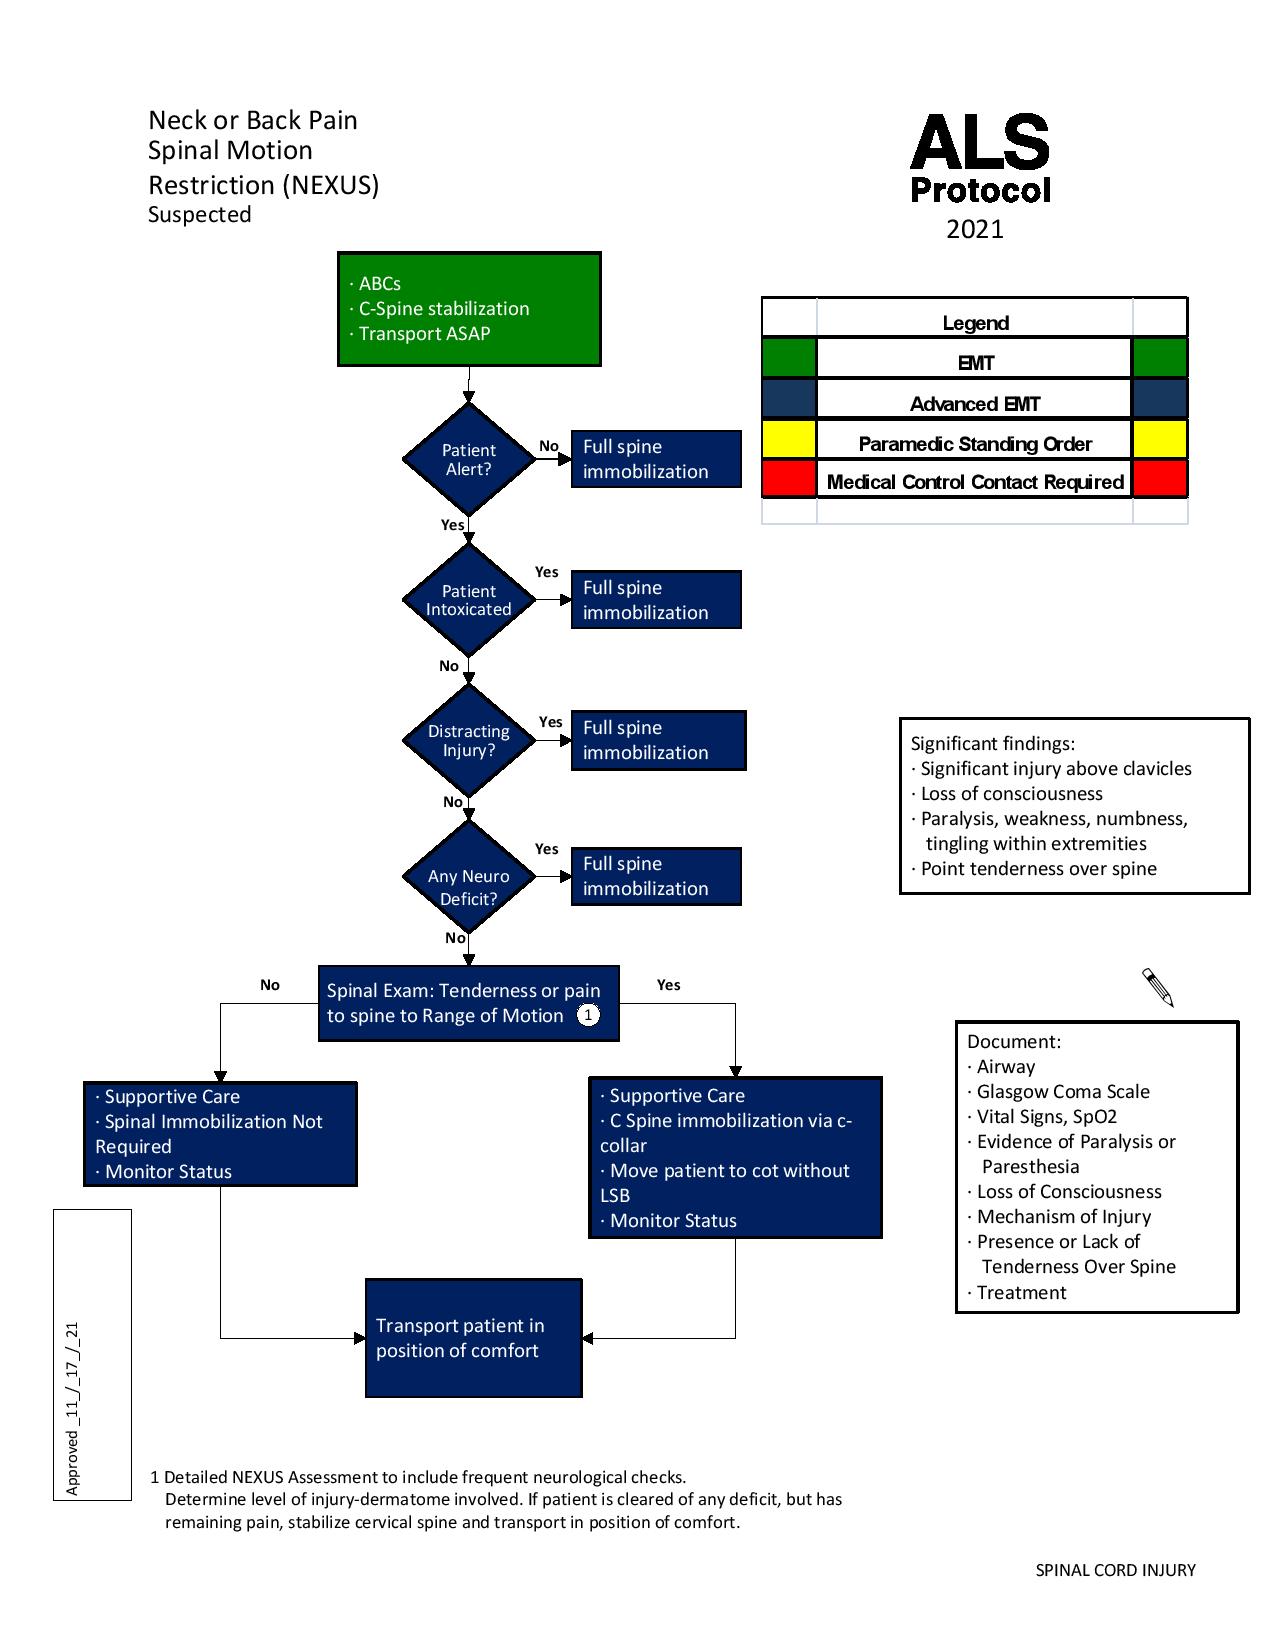 Neck or Back Pain
Spinal Motion
Restriction (NEXUS)
Suspected
ALS
Protocol
2021
· ABCs
· C-Spine stabilization
· Transport ASAP
Legend
EMT
Advanced EMT
Paramedic Standing Order
Medical Control Contact Required
Patient
Alert?
No
Full spine
immobilization
Yes
Patient
Intoxicated
Yes
Full spine
immobilization
No
Distracting
Injury?
Yes
Full spine
immobilization
No
Any Neuro
Deficit?
Yes
Full spine
immobilization
No
Significant findings:
· Significant injury above clavicles
· Loss of consciousness
· Paralysis, weakness, numbness,
tingling within extremities
· Point tenderness over spine
No
Spinal Exam: Tenderness or pain
to spine to Range of Motion 1
Yes
· Supportive Care
· Spinal Immobilization Not
Required
· Monitor Status
· Supportive Care
· C Spine immobilization via c-
collar
· Move patient to cot without
LSB
· Monitor Status
Document:
· Airway
· Glasgow Coma Scale
· Vital Signs, SpO2
· Evidence of Paralysis or
Paresthesia
· Loss of Consciousness
· Mechanism of Injury
· Presence or Lack of
Tenderness Over Spine
· Treatment
Transport patient in
position of comfort
Approved _11_/_17_/_21
1 Detailed NEXUS Assessment to include frequent neurological checks.
Determine level of injury-dermatome involved. If patient is cleared of any deficit, but has
remaining pain, stabilize cervical spine and transport in position of comfort.
SPINAL CORD INJURY